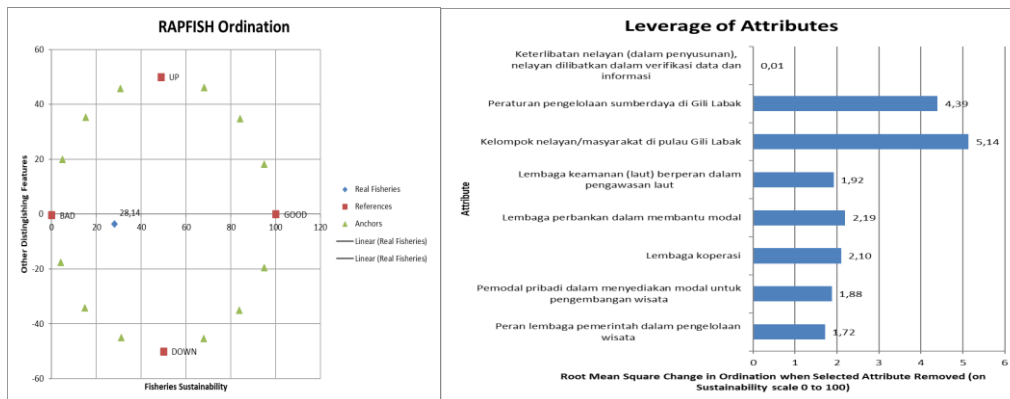 RAPFISH Ordination
60
UP
40
20
Other Distingishing Features
BAD
28,14
GOOD
0
0
20
40
60
80
100
120
-20
-40
DOWN
-60
Fisheries Sustainability
Real Fisheries
References
Anchors
Linear (Real Fisheries)
Linear (Real Fisheries)
Leverage of Attributes
Attribute
Keterlibatan nelayan (dalam penyusunan),
nelayan dilibatkan dalam verifikasi data dan
informasi
0,01
Peraturan pengelolaan sumberdaya di Gili Labak
4,39
Kelompok nelayan/masyarakat di pulau Gili Labak
5,14
Lembaga keamanan (laut) berperan dalam
pengawasan laut
1,92
Lembaga perbankan dalam membantu modal
2,19
Lembaga koperasi
2,10
Pemodal pribadi dalam menyediakan modal untuk
pengembangan wisata
1,88
Peran lembaga pemerintah dalam pengelolaan
wisata
1,72
0
1
2
3
4
5
6
Root Mean Square Change in Ordination when Selected Attribute Removed (on
Sustainability scale 0 to 100)